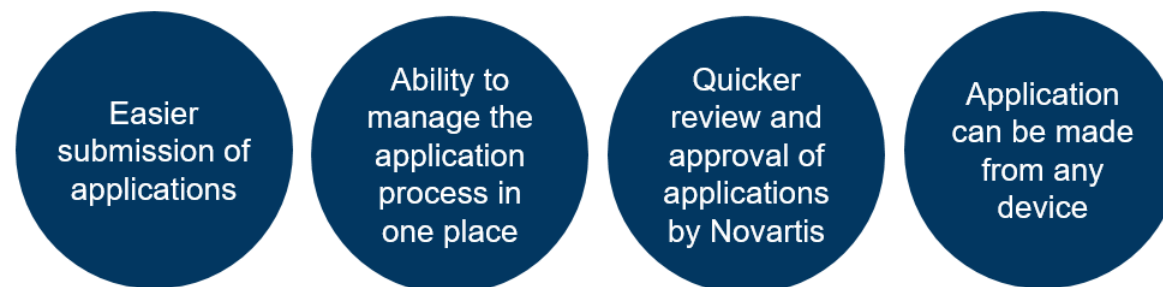 Easier
submission of
applications
Ability to
manage the
application
process in
one place
Quicker
review and
approval of
applications
by Novartis
Application
can be made
from any
device